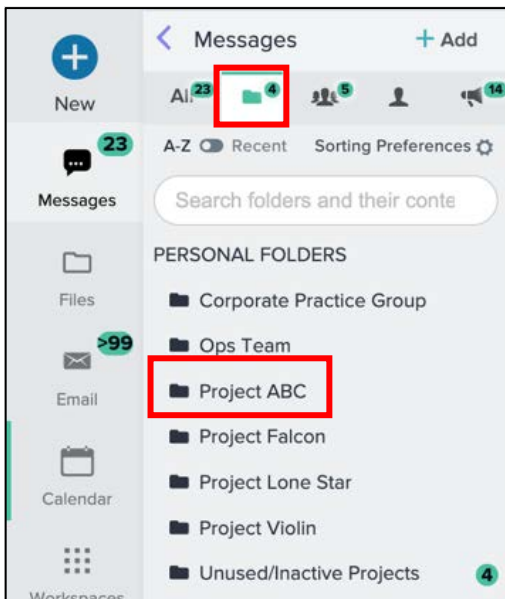 Messages
+ Add
New
All 23
4
5
14
A-Z Recent Sorting Preferences
23
Messages
Search folders and their conte
PERSONAL FOLDERS
Files
Corporate Practice Group
Ops Team
>99
Email
Project ABC
Project Falcon
Calendar
Project Lone Star
Project Violin
Unused/Inactive Projects 4
Workspaces